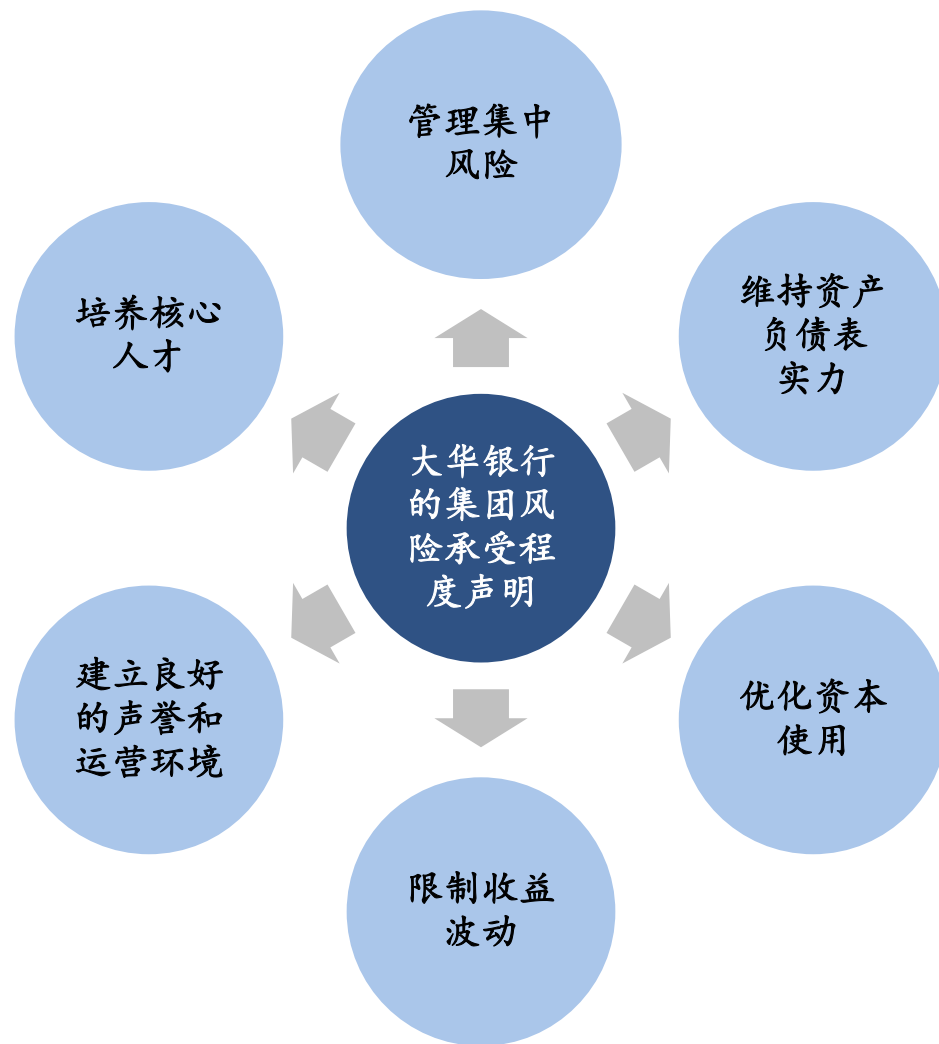 管理集中
风险
培养核心
人才
维持资产
负债表
实力
大华银行
的集团风
险承受程
度声明
建立良好
的声誉和
运营环境
优化资本
使用
限制收益
波动